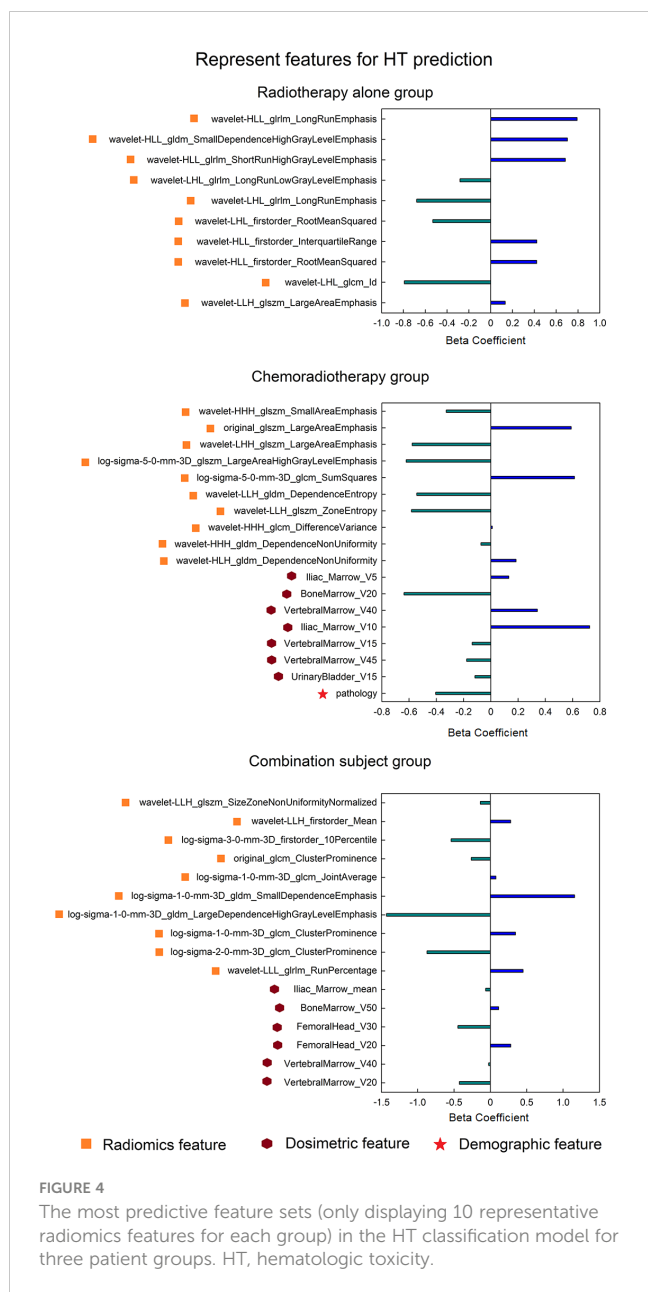 Represent features for HT prediction
Radiotherapy alone group
wavelet-HLL_glrlm_LongRunEmphasis
wavelet-HLL_gldm_SmallDependenceHighGrayLevelEmphasis
wavelet-HLL_glrlm_ShortRunHighGrayLevelEmphasis
wavelet-LHL_glrlm_LongRunLowGrayLevelEmphasis
wavelet-LHL_glrlm_LongRunEmphasis
wavelet-LHL_firstorder_RootMeanSquared
wavelet-HLL_firstorder_InterquartileRange
wavelet-HLL_firstorder_RootMeanSquared
wavelet-LHL_glcm_Id
wavelet-LLH_glszm_LargeAreaEmphasis
-1.0 -0.8 -0.6 -0.4 -0.2 0 0.2 0.4 0.6 0.8 1.0
Beta Coefficient
Chemoradiotherapy group
wavelet-HHH_glszm_SmallAreaEmphasis
original_glszm_LargeAreaEmphasis
wavelet-LHH_glszm_LargeAreaEmphasis
log-sigma-5-0-mm-3D_glszm_LargeAreaHighGrayLevelEmphasis
log-sigma-5-0-mm-3D_glcm_SumSquares
wavelet-LLH_gldm_DependenceEntropy
wavelet-LLH_glszm_ZoneEntropy
wavelet-HHH_glcm_DifferenceVariance
wavelet-HHH_gldm_DependenceNonUniformity
wavelet-HLH_gldm_DependenceNonUniformity
Iliac_Marrow_V5
BoneMarrow_V20
VertebralMarrow_V40
Iliac_Marrow_V10
VertebralMarrow_V15
VertebralMarrow_V45
UrinaryBladder_V15
pathology
-0.8 -0.6 -0.4 -0.2 0 0.2 0.4 0.6 0.8
Beta Coefficient
Combination subject group
wavelet-LLH_glszm_SizeZoneNonUniformityNormalized
wavelet-LLH_firstorder_Mean
log-sigma-3-0-mm-3D_firstorder_10Percentile
original_glcm_ClusterProminence
log-sigma-1-0-mm-3D_glcm_JointAverage
log-sigma-1-0-mm-3D_gldm_SmallDependenceEmphasis
log-sigma-1-0-mm-3D_gldm_LargeDependenceHighGrayLevelEmphasis
log-sigma-1-0-mm-3D_glcm_ClusterProminence
log-sigma-2-0-mm-3D_glcm_ClusterProminence
wavelet-LLL_glrlm_RunPercentage
Iliac_Marrow_mean
BoneMarrow_V50
FemoralHead_V30
FemoralHead_V20
VertebralMarrow_V40
VertebralMarrow_V20
-1.5 -1.0 -0.5 0 0.5 1.0 1.5
Beta Coefficient
Radiomics feature Dosimetric feature Demographic feature
FIGURE 4
The most predictive feature sets (only displaying 10 representative
radiomics features for each group) in the HT classification model for
three patient groups. HT, hematologic toxicity.